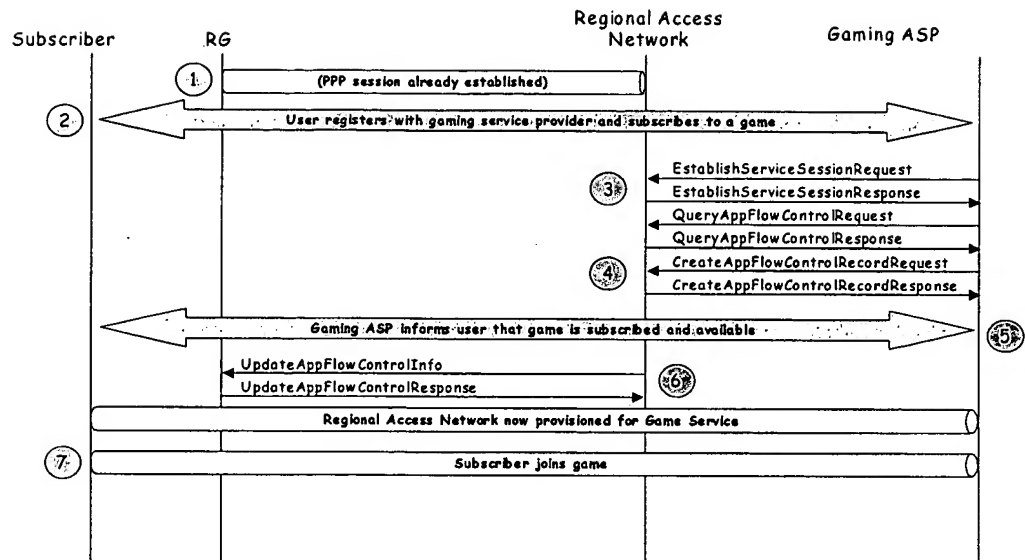 Subscriber
RG
Regional Access
Network
Gaming ASP
1
(PPP session already established)
2
User registers with gaming service provider and subscribes to a game
EstablishServiceSessionRequest
3
EstablishServiceSessionResponse
QueryAppFlowControlRequest
QueryAppFlowControlResponse
4
CreateAppFlowControlRecordRequest
CreateAppFlowControlRecordResponse
Gaming ASP informs user that game is subscribed and available
5
UpdateAppFlowControlInfo
6
UpdateAppFlowControlResponse
Regional Access Network now provisioned for Game Service
7
Subscriber joins game